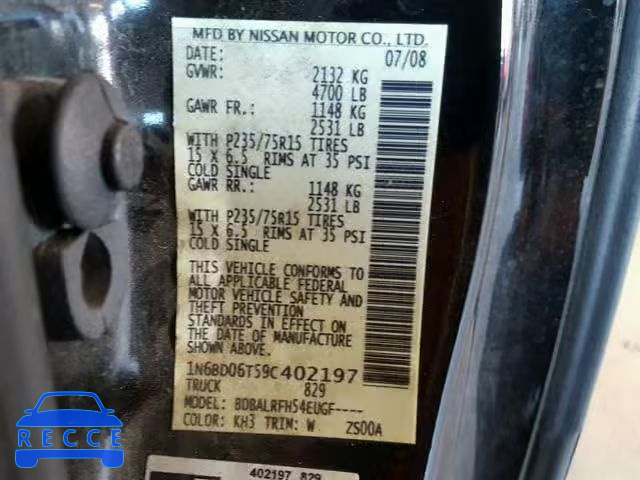 MFD BY NISSAN MOTOR CO., LTD.
DATE: 07/08
GVWR: 2132 KG
4700 LB
GAWR FR.: 1148 KG
2531 LB
WITH P235/75R15 TIRES
15 X 6.5 RIMS AT 35 PSI
COLD SINGLE
GAWR RR.: 1148 KG
2531 LB
WITH P235/75R15 TIRES
15 X 6.5 RIMS AT 35 PSI
COLD SINGLE
THIS VEHICLE CONFORMS TO
ALL APPLICABLE FEDERAL
MOTOR VEHICLE SAFETY AND
THEFT PREVENTION
STANDARDS IN EFFECT ON
THE DATE OF MANUFACTURE
SHOWN ABOVE.
1N6BD06T59C402197
TRUCK 829
MODEL: BDBALRFH54EUGF----
COLOR: KH3 TRIM: W ZS00A
402197 829